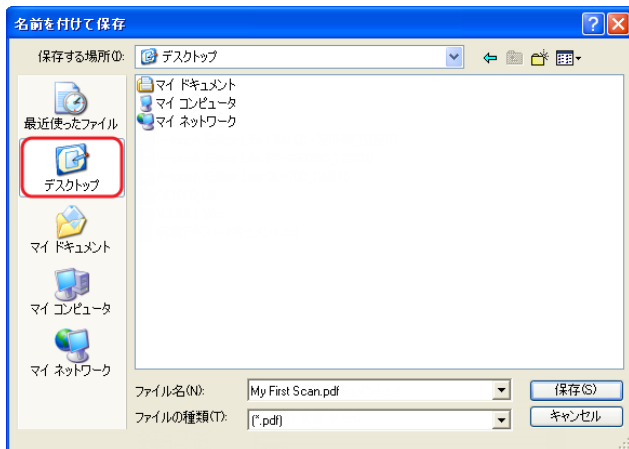 名前を付けて保存
保存する場所(I):
デスクトップ
最近使ったファイル
デスクトップ
マイ ドキュメント
マイ コンピュータ
マイ ネットワーク
マイ ドキュメント
マイ コンピュータ
マイ ネットワーク
ファイル名(N):
My First Scan.pdf
保存(S)
ファイルの種類(T):
(*.pdf)
キャンセル